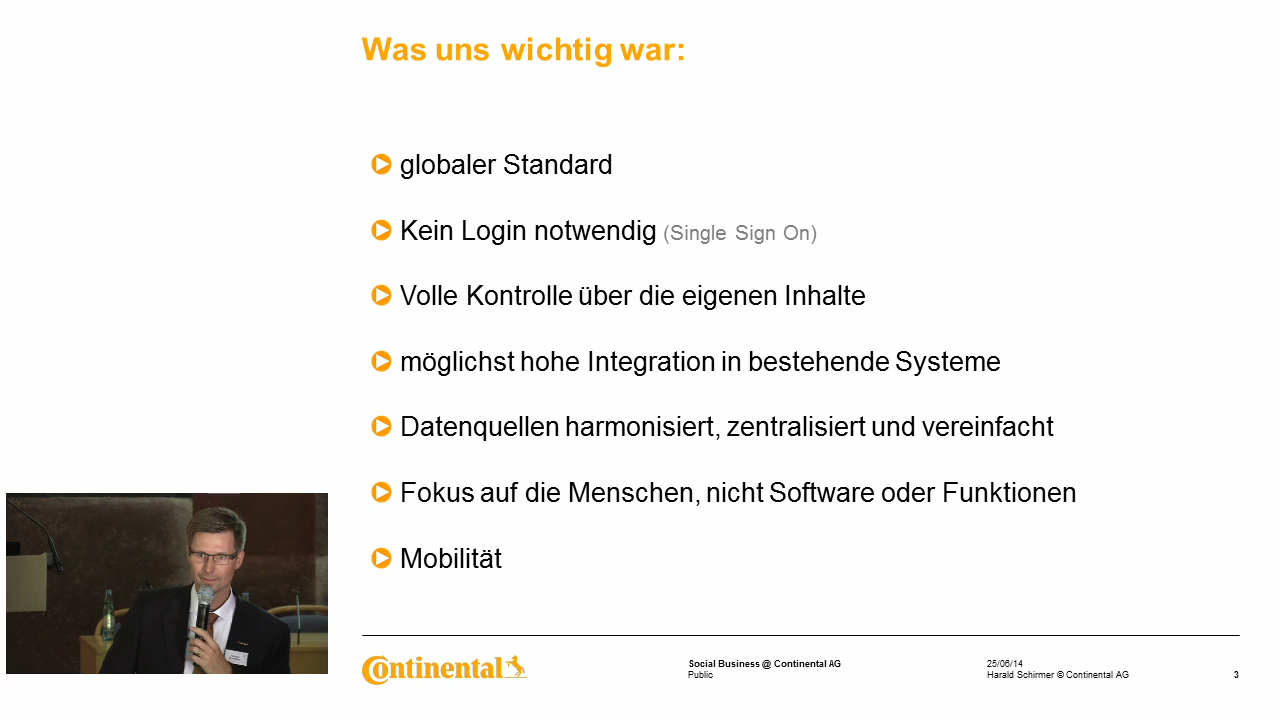 Was uns wichtig war:
globaler Standard
Kein Login notwendig (Single Sign On)
Volle Kontrolle über die eigenen Inhalte
möglichst hohe Integration in bestehende Systeme
Datenquellen harmonisiert, zentralisiert und vereinfacht
Fokus auf die Menschen, nicht Software oder Funktionen
Mobilität
Continental
Social Business @ Continental AG
Public
25/06/14
Harald Schirmer © Continental AG
3